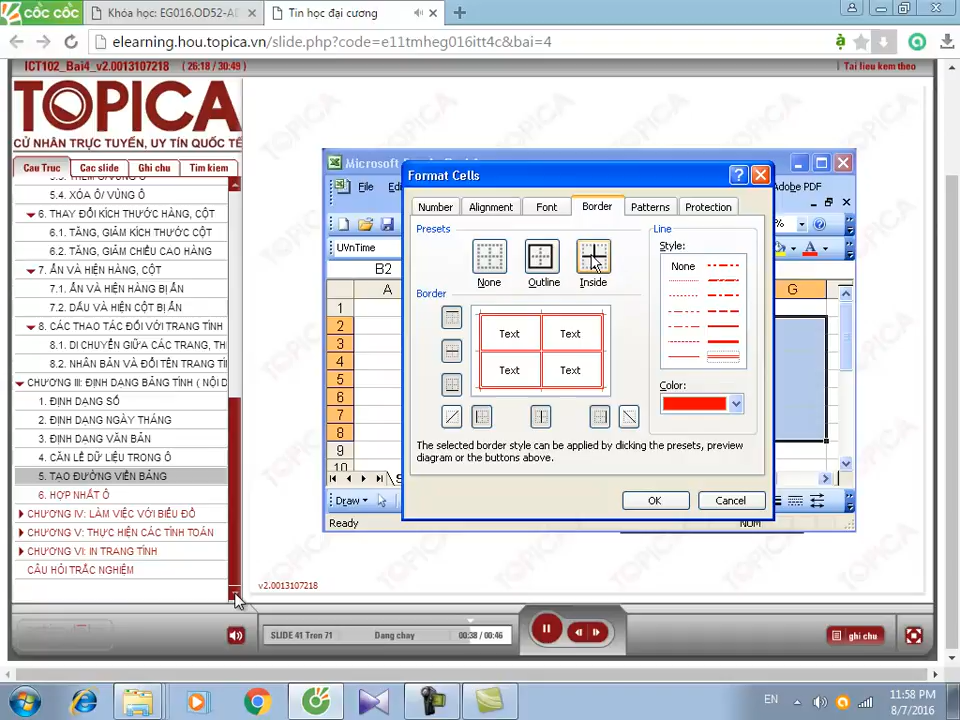 cốc cốc
Khóa học: EG016.OD52-AD
Tin học đại cương
elearning.hou.topica.vn/slide.php?code=e11tmheg016itt4c&bai=4
ICT102_Bai4_v2.0013107218 ( 26:18 / 30:49 )
Tai lieu kem theo
TOPICA
CỬ NHÂN TRỰC TUYẾN, UY TÍN QUỐC TẾ
Cau Truc
Cac slide
Ghi chu
Tim kiem
5.4. XÓA Ô/ VÙNG Ô
6. THAY ĐỔI KÍCH THƯỚC HÀNG, CỘT
6.1. TĂNG, GIẢM KÍCH THƯỚC CỘT
6.2. TĂNG, GIẢM CHIỀU CAO HÀNG
7. ẨN VÀ HIỆN HÀNG, CỘT
7.1. ẨN VÀ HIỆN HÀNG BỊ ẨN
7.2. DẤU VÀ HIỆN CỘT BỊ ẨN
8. CÁC THAO TÁC ĐỐI VỚI TRANG TÍNH
8.1. DI CHUYỂN GIỮA CÁC TRANG, TH
8.2. NHÂN BẢN VÀ ĐỔI TÊN TRANG TÍ
CHƯƠNG III: ĐỊNH DẠNG BẢNG TÍNH ( NỘI D
1. ĐỊNH DẠNG SỐ
2. ĐỊNH DẠNG NGÀY THÁNG
3. ĐỊNH DẠNG VĂN BẢN
4. CĂN LỀ DỮ LIỆU TRONG Ô
5. TẠO ĐƯỜNG VIỀN BẢNG
6. HỢP NHẤT Ô
CHƯƠNG IV: LÀM VIỆC VỚI BIỂU ĐỒ
CHƯƠNG V: THỰC HIỆN CÁC TÍNH TOÁN
CHƯƠNG VI: IN TRANG TÍNH
CÂU HỎI TRẮC NGHIỆM
Microsoft
File
Edi
Adobe PDF
UVnTime
%
A
B2
A
G
1
2
3
4
5
6
7
8
9
10
Draw
Ready
NUM
Format Cells
Number
Alignment
Font
Border
Patterns
Protection
Presets
None
Outline
Inside
Border
Text
Text
Text
Text
Line
Style:
None
Color:
The selected border style can be applied by clicking the presets, preview
diagram or the buttons above.
OK
Cancel
v2.0013107218
SLIDE 41 Tren 71
Dang chay
00:38 / 00:46
ghi chu
EN
11:58 PM
8/7/2016